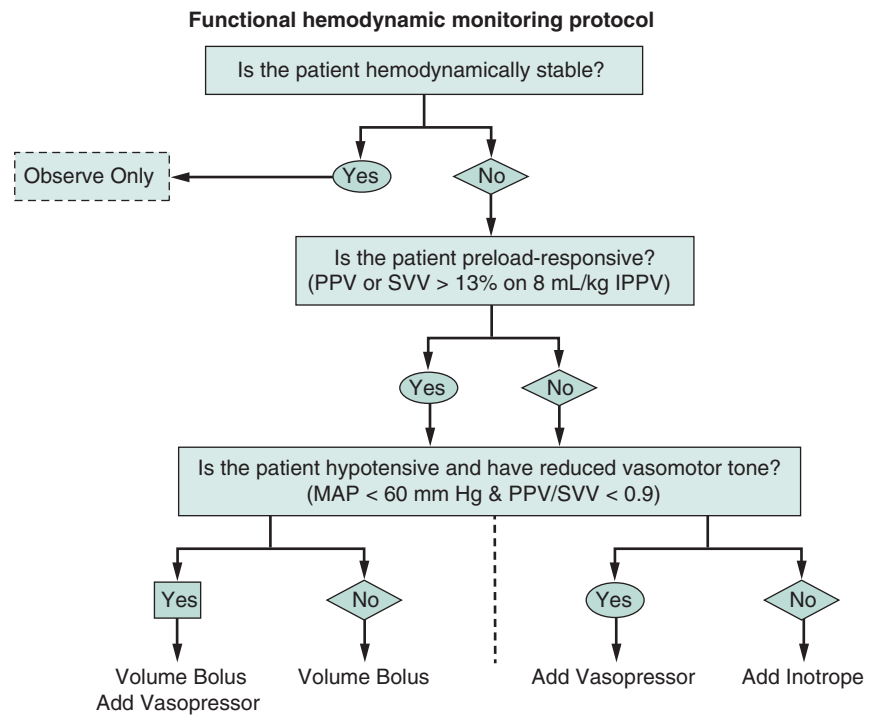 Functional hemodynamic monitoring protocol
Is the patient hemodynamically stable?
Observe Only
Yes
No
Is the patient preload-responsive?
(PPV or SVV > 13% on 8 mL/kg IPPV)
Yes
No
Is the patient hypotensive and have reduced vasomotor tone?
(MAP < 60 mm Hg & PPV/SVV < 0.9)
Yes
No
Yes
No
Volume Bolus
Add Vasopressor
Volume Bolus
Add Vasopressor
Add Inotrope